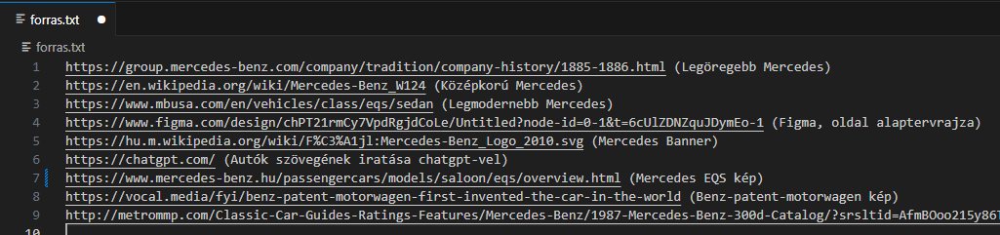 forras.txt
forras.txt
1 https://group.mercedes-benz.com/company/tradition/company-history/1885-1886.html (Legöregebb Mercedes)
2 https://en.wikipedia.org/wiki/Mercedes-Benz_W124 (Középkorú Mercedes)
3 https://www.mbusa.com/en/vehicles/class/eqs/sedan (Legmodernebb Mercedes)
4 https://www.figma.com/design/chPT21rmCy7VpdRgjdCoLe/Untitled?node-id=0-1&t=6cUlZDNZquJDymEo-1 (Figma, oldal alaptervrajza)
5 https://hu.m.wikipedia.org/wiki/F%C3%A1jl:Mercedes-Benz_Logo_2010.svg (Mercedes Banner)
6 https://chatgpt.com/ (Autók szövegének iratása chatgpt-vel)
7 https://www.mercedes-benz.hu/passengercars/models/saloon/eqs/overview.html (Mercedes EQS kép)
8 https://vocal.media/fyi/benz-patent-motorwagen-first-invented-the-car-in-the-world (Benz-patent-motorwagen kép)
9 http://metrommp.com/Classic-Car-Guides-Ratings-Features/Mercedes-Benz/1987-Mercedes-Benz-300d-Catalog/?srsltid=AfmBOoo215y86T
10